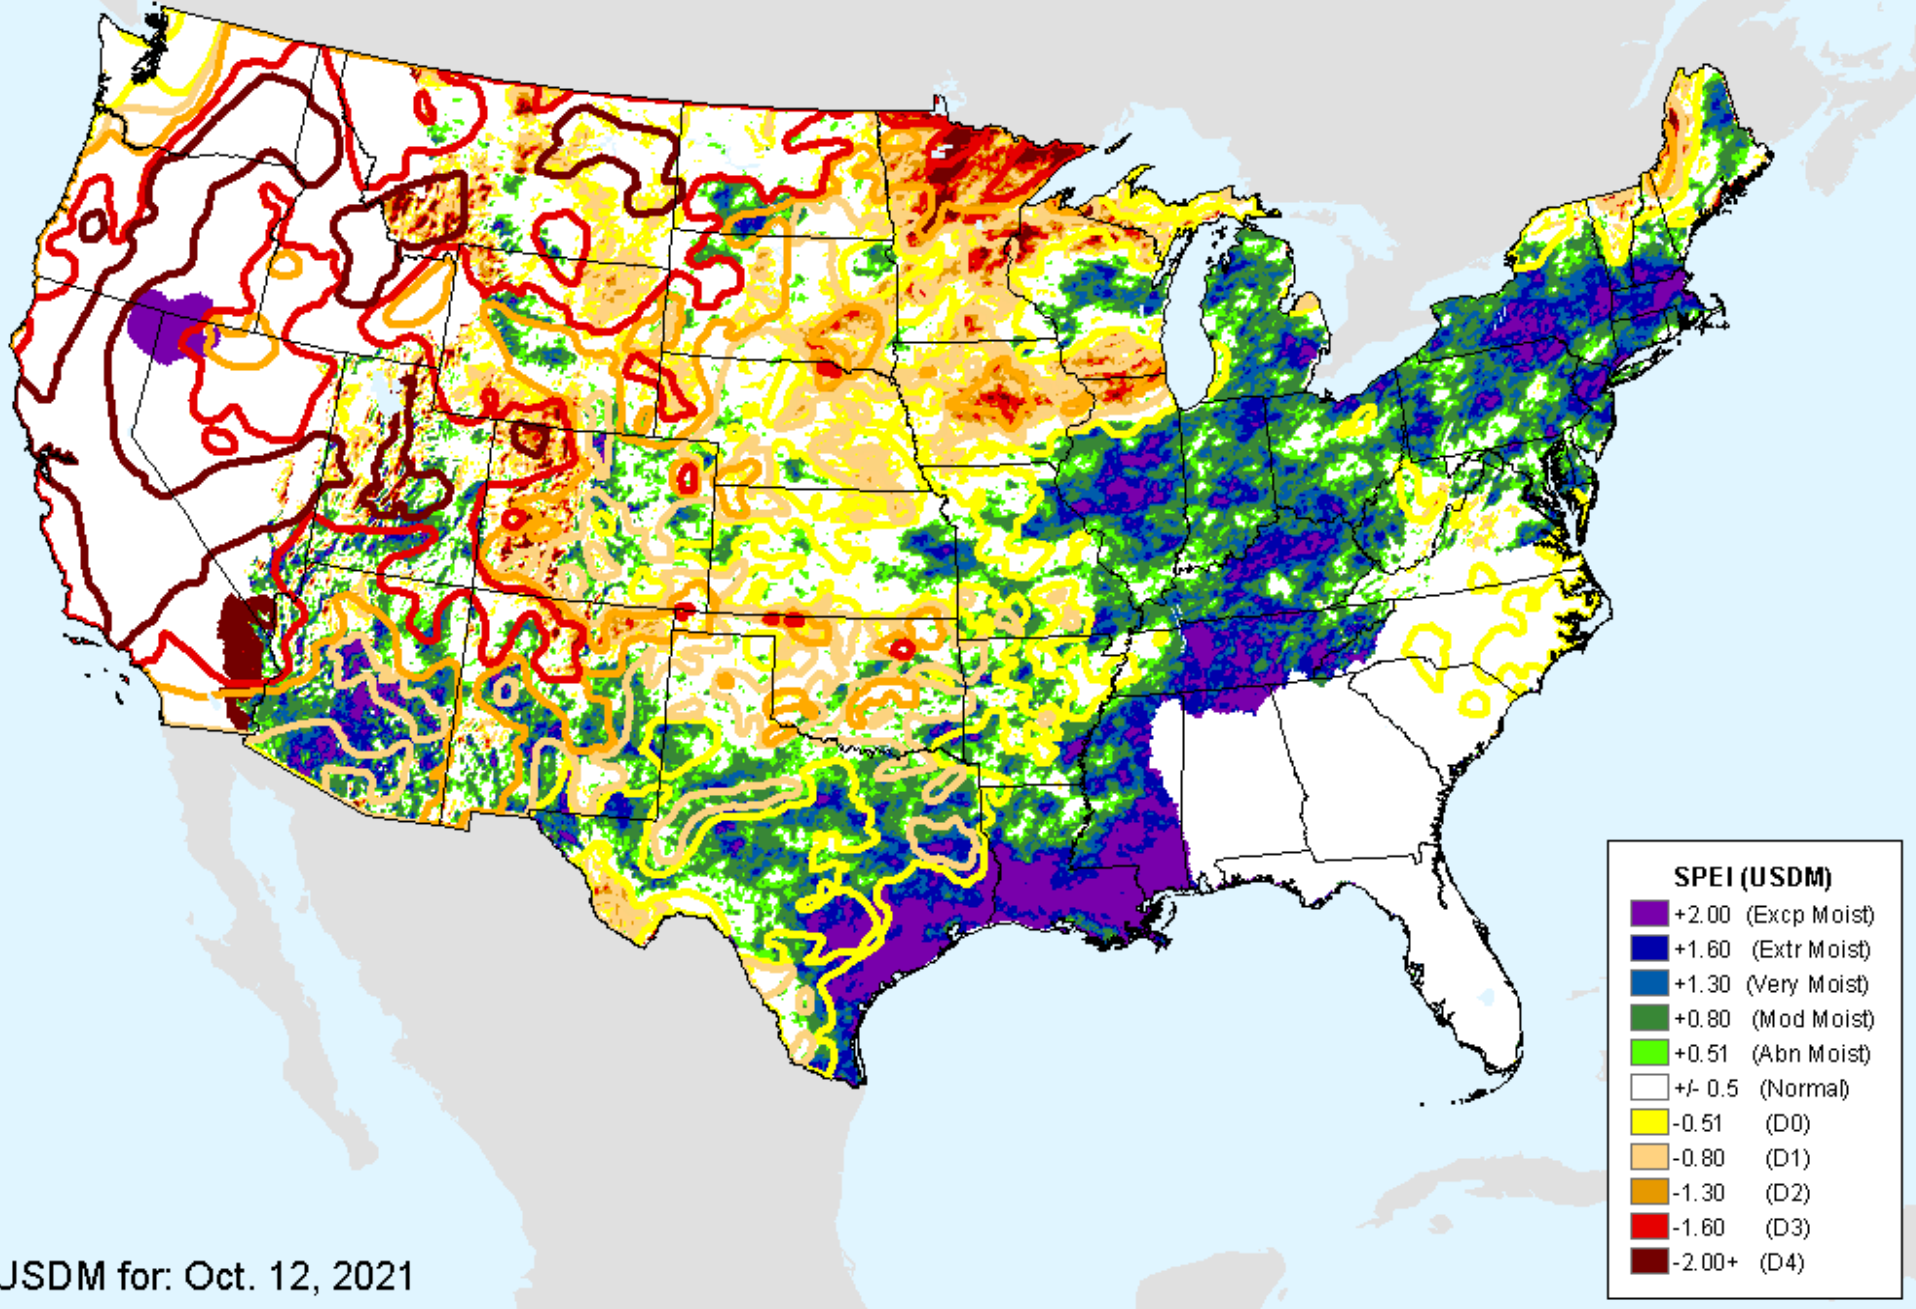 SPEI (USDM)
+2.00 (Excp Moist)
+1.60 (Extr Moist)
+1.30 (Very Moist)
+0.80 (Mod Moist)
+0.51 (Abn Moist)
+/- 0.5 (Normal)
-0.51 (D0)
-0.80 (D1)
-1.30 (D2)
-1.60 (D3)
-2.00+ (D4)
USDM for: Oct. 12, 2021